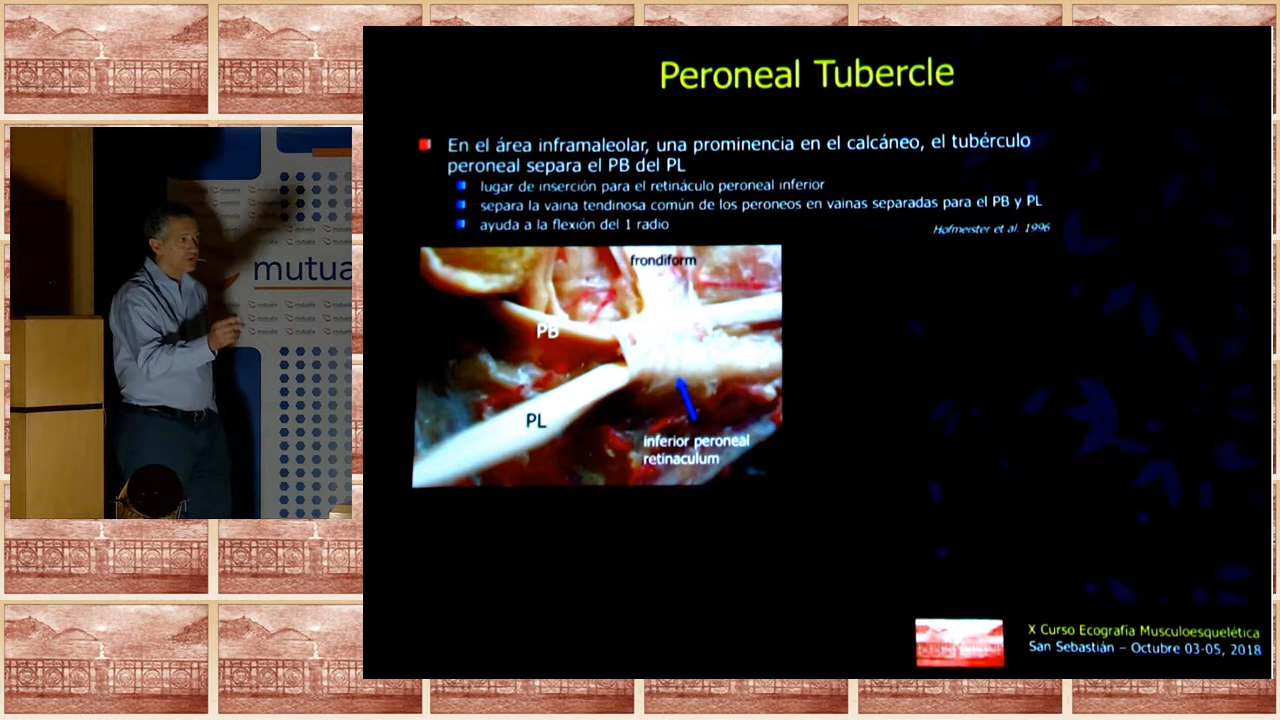 Peroneal Tubercle
En el área inframaleolar, una prominencia en el calcáneo, el tubérculo
peroneal separa el PB del PL
lugar de inserción para el retináculo peroneal inferior
separa la vaina tendinosa común de los peroneos en vainas separadas para el PB y PL
ayuda a la flexión del 1 radio
Hofmeister et al. 1996
frondiform
PB
PL
inferior peroneal
retinaculum
mutua
X Curso Ecografía Musculoesquelética
San Sebastián – Octubre 03-05, 2018